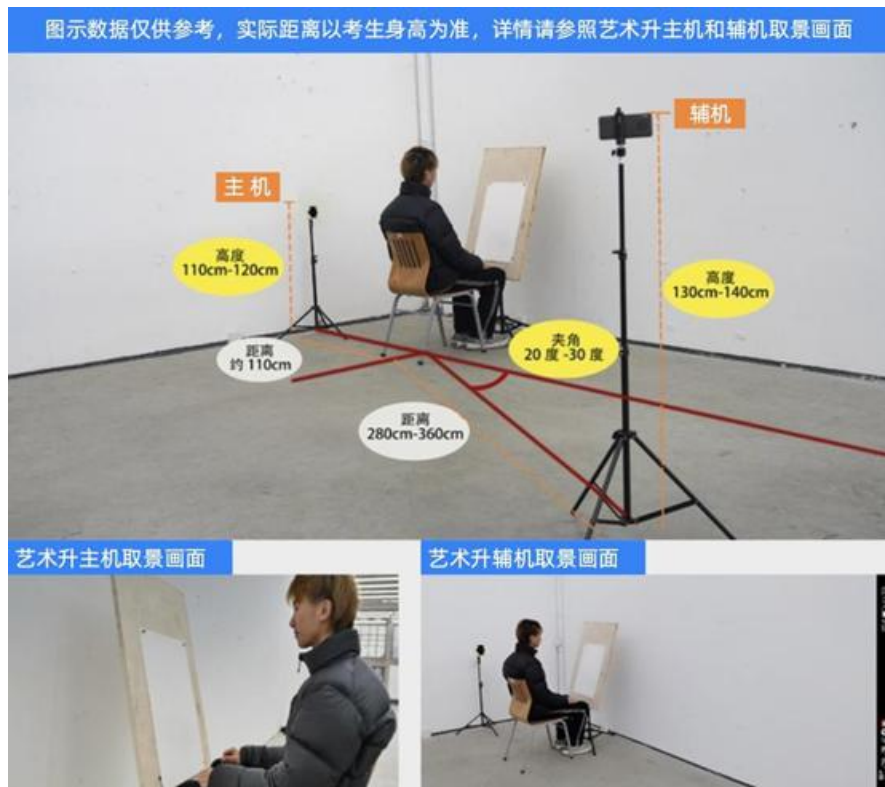 图示数据仅供参考，实际距离以考生身高为准，详情请参照艺术升主机和辅机取景画面
辅机
主机
高度
110cm-120cm
高度
130cm-140cm
距离
约 110cm
夹角
20 度 -30 度
距离
280cm-360cm
艺术升主机取景画面
艺术升辅机取景画面